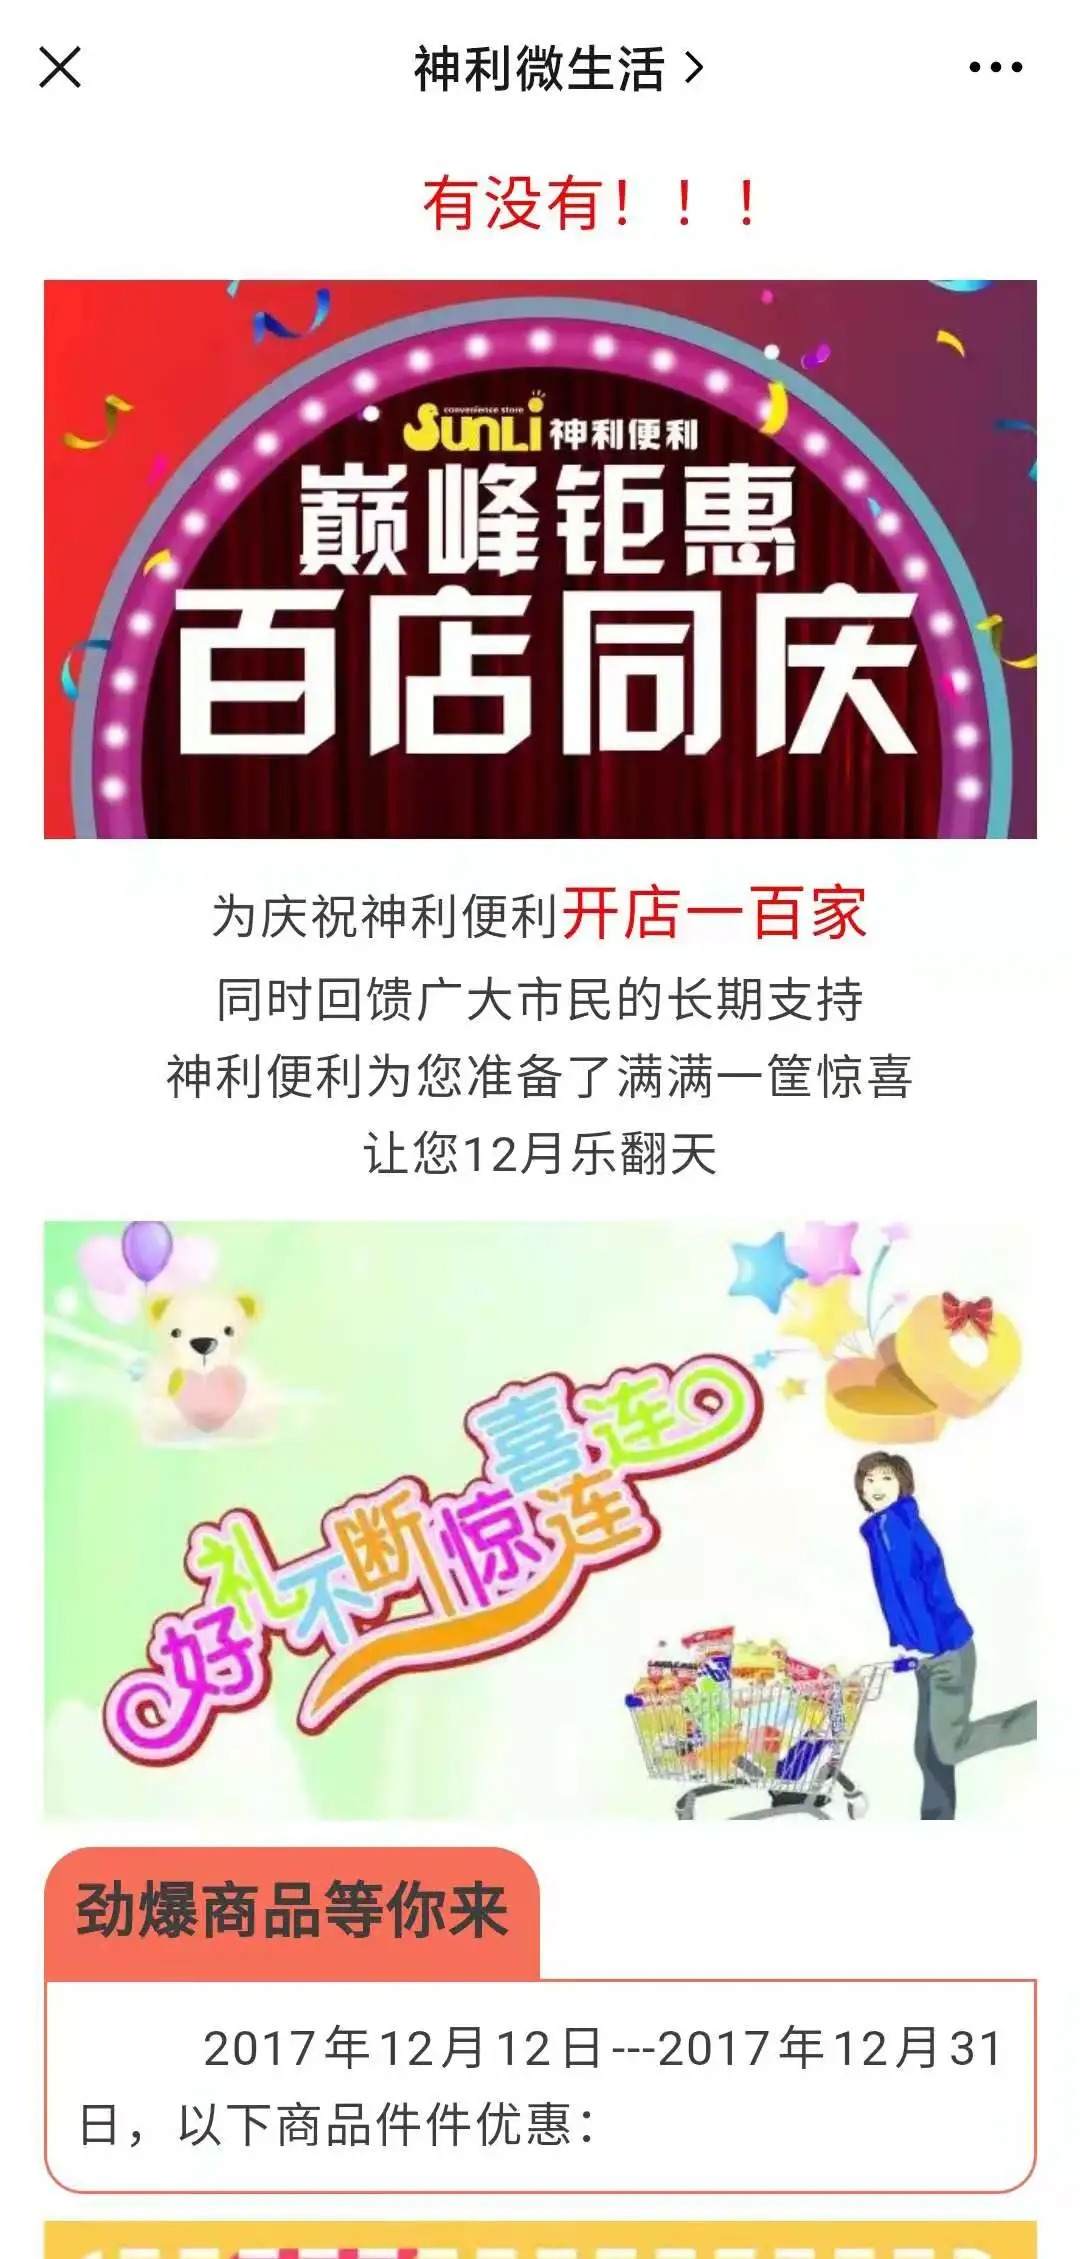 神利微生活
有没有！！！
convenience store
SUNLI 神利便利
巅峰钜惠
百店同庆
为庆祝神利便利开店一百家
同时回馈广大市民的长期支持
神利便利为您准备了满满一筐惊喜
让您12月乐翻天
好礼不断惊喜连连
劲爆商品等你来
2017年12月12日---2017年12月31
日，以下商品件件优惠：